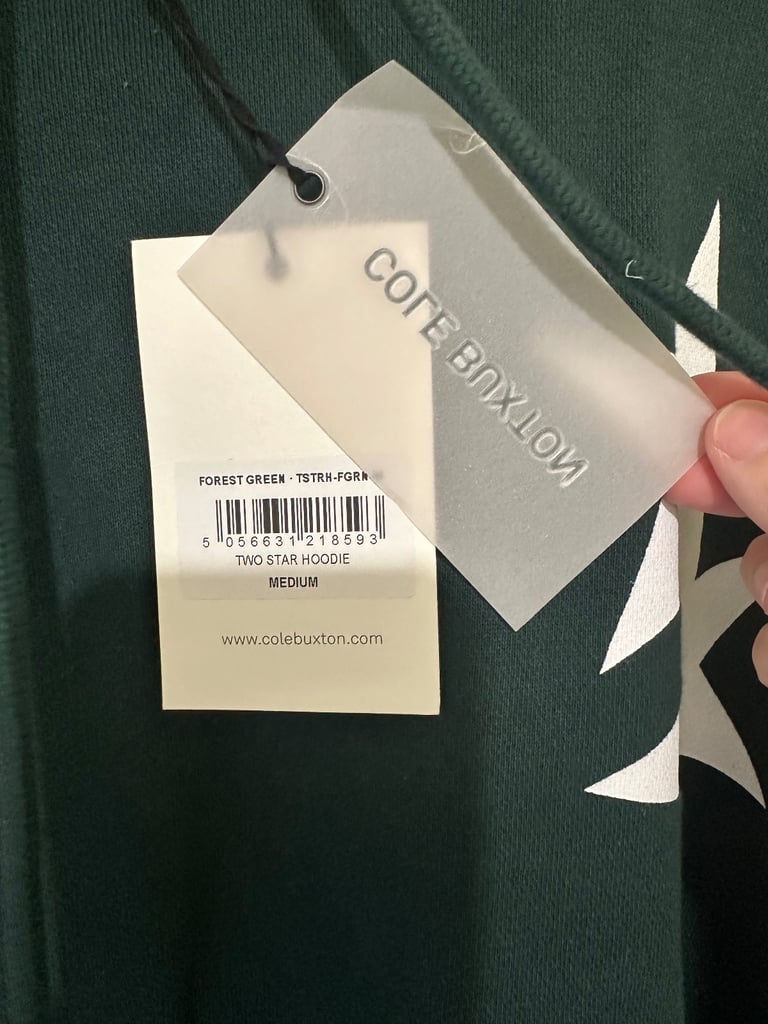 COLE BUXTON
FOREST GREEN · TSTRH-FGRN
5 056631 218593
TWO STAR HOODIE
MEDIUM
www.colebuxton.com